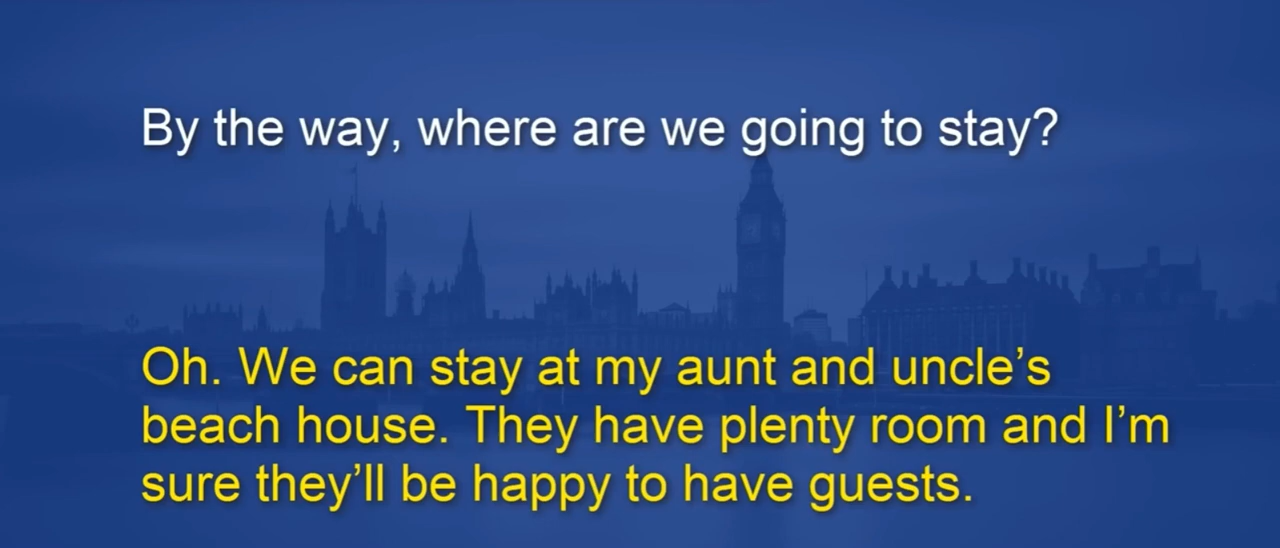 By the way, where are we going to stay?
Oh. We can stay at my aunt and uncle’s
beach house. They have plenty room and I’m
sure they’ll be happy to have guests.